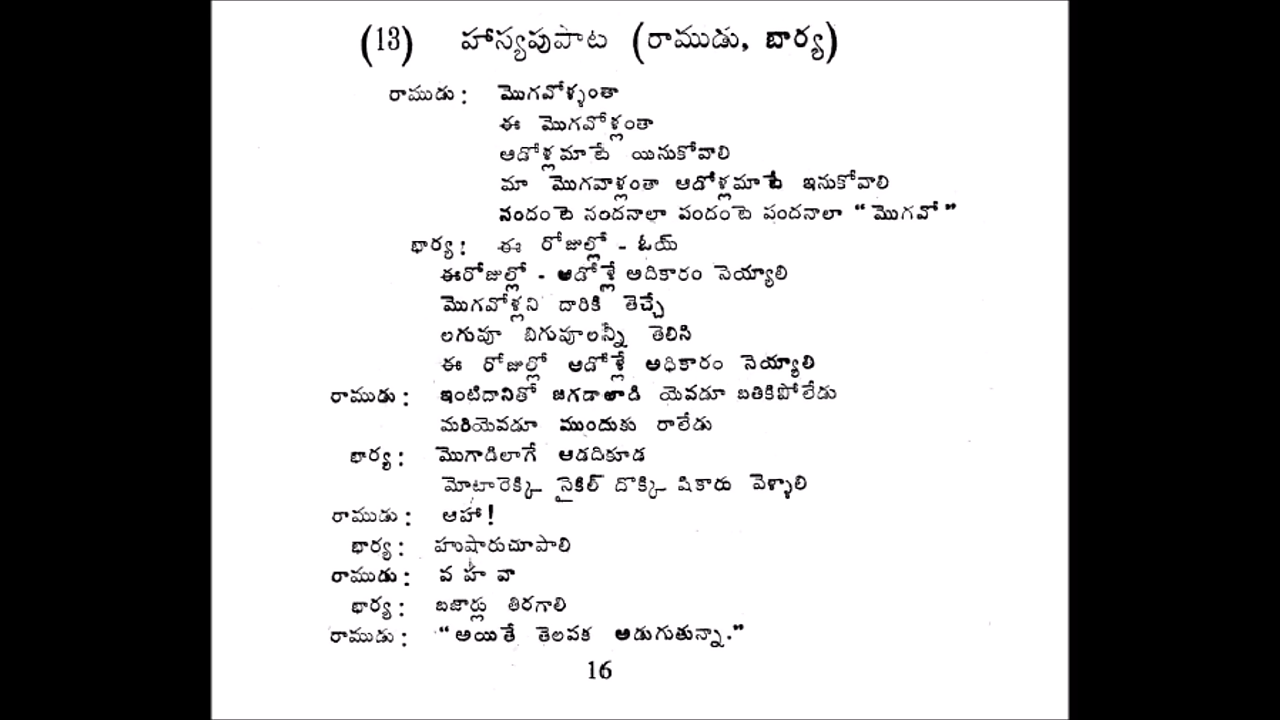 (13) హాస్యపుపాట (రాముడు, బార్య)
రాముడు : మొగవోళ్ళంతా
ఈ మొగవోళ్లంతా
ఆడోళ్లమాటే యినుకోవాలి
మా మొగవాళ్లంతా ఆడోళ్లమాటే ఇనుకోవాలి
నందంటె నందనాలా పందంటె పందనాలా “మొగవో”
భార్య : ఈ రోజుల్లో - ఓయ్
ఈరోజుల్లో - ఆడోళ్లే అదికారం సెయ్యాలి
మొగవోళ్లని దారికి తెచ్చే
లగువూ బిగువూలన్నీ తెలిసి
ఈ రోజుల్లో ఆడోళ్లే అధికారం సెయ్యాలి
రాముడు : ఇంటిదానితో జగడాలాడి యెవడూ బతికిపోలేడు
మరియెవడూ ముందుకు రాలేడు
భార్య : మొగాడిలాగే ఆడదికూడ
మోటారెక్కి సైకిల్ దొక్కి షికారు వెళ్ళాలి
రాముడు : ఆహా!
భార్య : హుషారుచూపాలి
రాముడు : వ హ వా
భార్య : బజార్లు తిరగాలి
రాముడు : “అయితే తెలవక అడుగుతున్నా.”
16